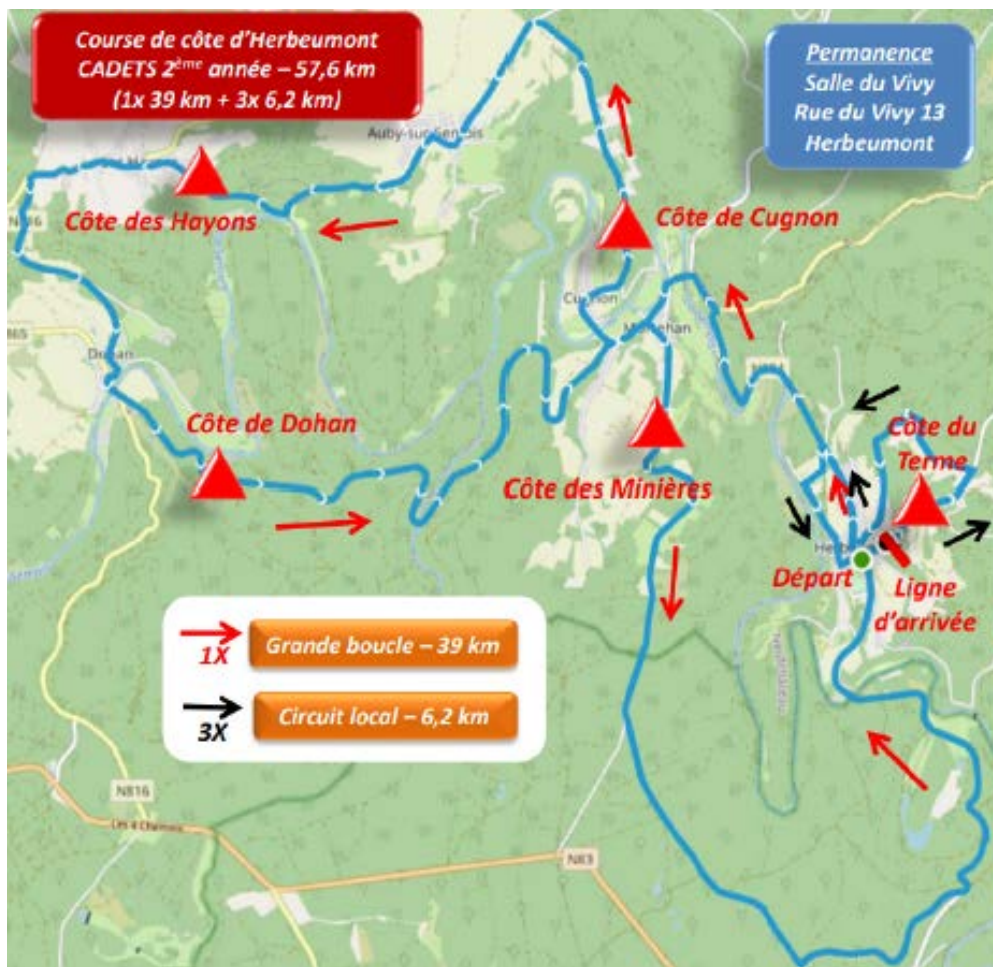 Course de côte d'Herbeumont
CADETS 2ème année – 57,6 km
(1x 39 km + 3x 6,2 km)
Permanence
Salle du Vivy
Rue du Vivy 13
Herbeumont
Côte des Hayons
Côte de Cugnon
N816
Dohan
Côte de Dohan
Côte des Minières
Côte du
Terme
Départ
Ligne
d'arrivée
1X
Grande boucle – 39 km
3X
Circuit local – 6,2 km
N816
N83